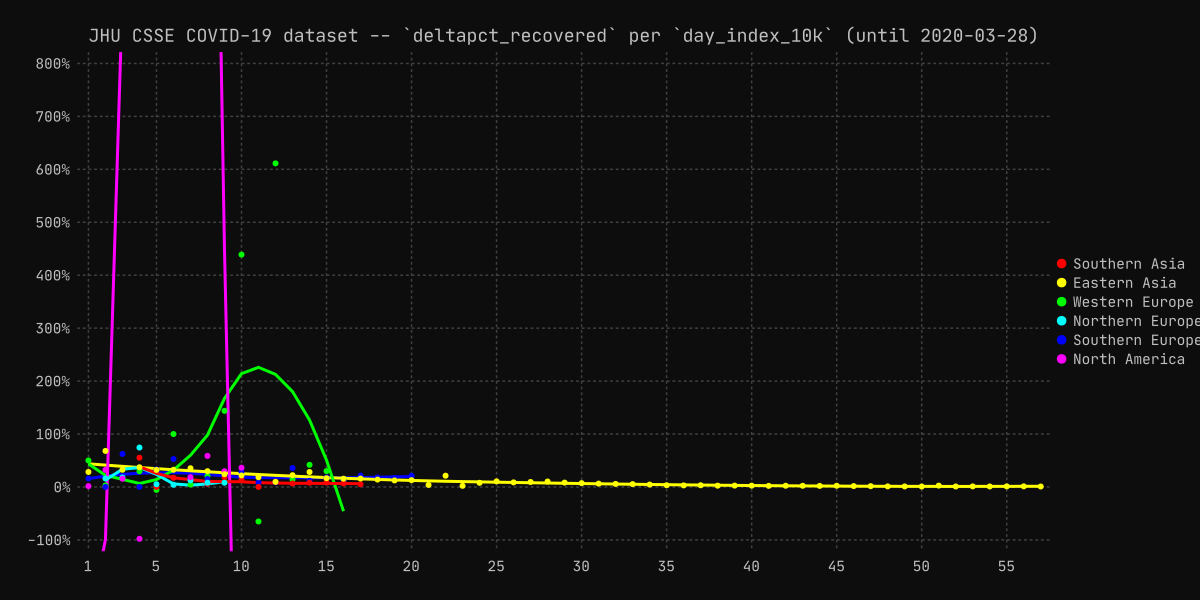 JHU CSSE COVID-19 dataset -- `deltapct_recovered` per `day_index_10k` (until 2020-03-28)
800%
700%
600%
500%
400%
300%
200%
100%
0%
-100%
1 5 10 15 20 25 30 35 40 45 50 55
Southern Asia
Eastern Asia
Western Europe
Northern Europe
Southern Europe
North America